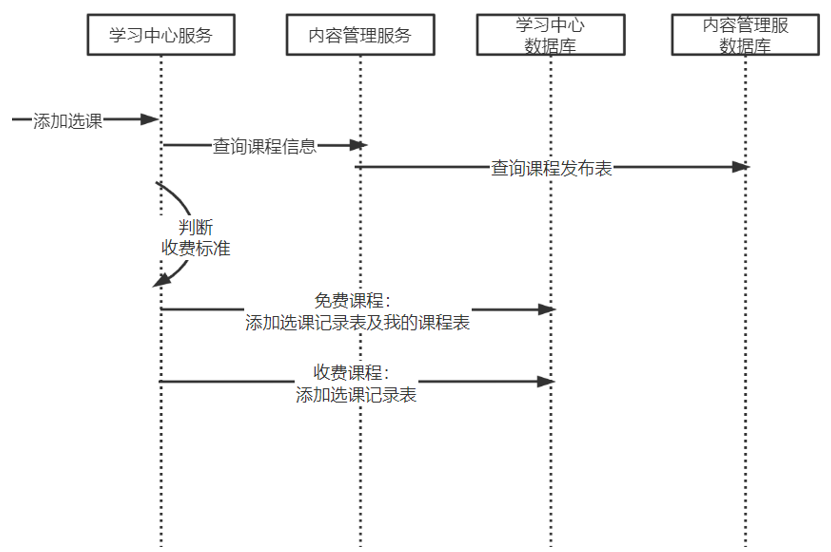 学习中心服务
内容管理服务
学习中心
数据库
内容管理服
数据库
添加选课
查询课程信息
查询课程发布表
判断
收费标准
免费课程：
添加选课记录表及我的课程表
收费课程：
添加选课记录表